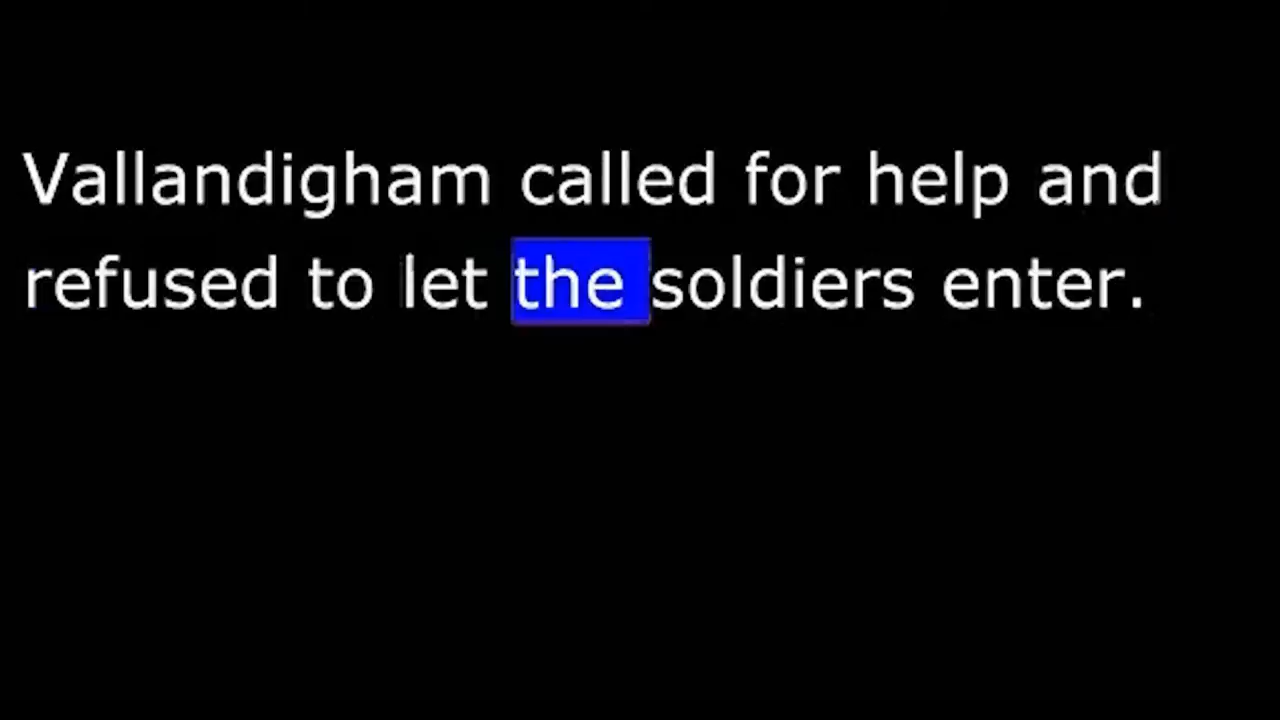 Vallandigham called for help and
refused to let the soldiers enter.